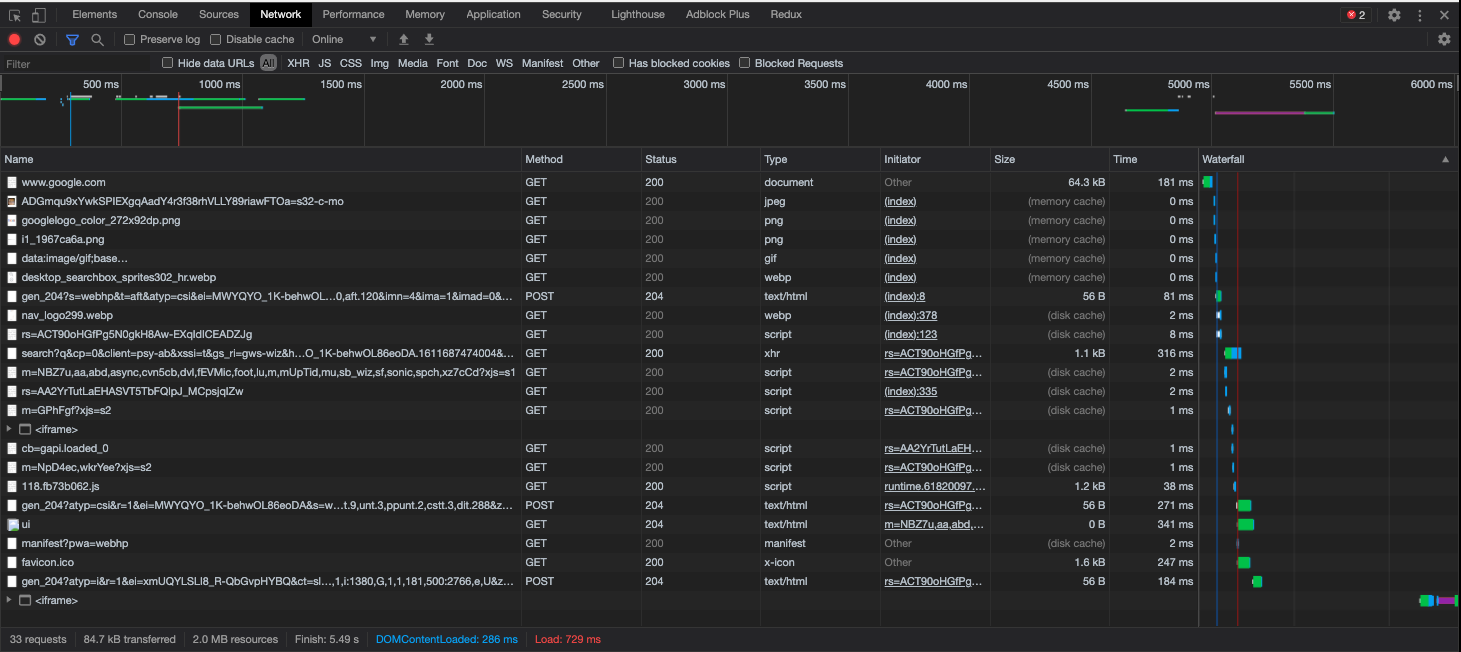 Elements Console Sources Network Performance Memory Application Security Lighthouse Adblock Plus Redux 2
Preserve log Disable cache Online
Filter Hide data URLs All XHR JS CSS Img Media Font Doc WS Manifest Other Has blocked cookies Blocked Requests
500 ms 1000 ms 1500 ms 2000 ms 2500 ms 3000 ms 3500 ms 4000 ms 4500 ms 5000 ms 5500 ms 6000 ms
Name Method Status Type Initiator Size Time Waterfall
www.google.com GET 200 document Other 64.3 kB 181 ms
ADGmqu9xYwkSPIEXgqAadY4r3f38rhVLLY89riawFTOa=s32-c-mo GET 200 jpeg (index) (memory cache) 0 ms
googlelogo_color_272x92dp.png GET 200 png (index) (memory cache) 0 ms
i1_1967ca6a.png GET 200 png (index) (memory cache) 0 ms
data:image/gif;base... GET 200 gif (index) (memory cache) 0 ms
desktop_searchbox_sprites302_hr.webp GET 200 webp (index) (memory cache) 0 ms
gen_204?s=webhp&t=aft&atyp=csi&ei=MWYQYO_1K-behwOL...0,aft.120&imn=4&ima=1&imad=0&... POST 204 text/html (index):8 56 B 81 ms
nav_logo299.webp GET 200 webp (index):378 (disk cache) 2 ms
rs=ACT90oHGfPg5N0gkH8Aw-EXqIdICEADZJg GET 200 script (index):123 (disk cache) 8 ms
search?q&cp=0&client=psy-ab&xssi=t&gs_ri=gws-wiz&h...O_1K-behwOL86eoDA.1611687474004&... GET 200 xhr rs=ACT90oHGfPg... 1.1 kB 316 ms
m=NBZ7u,aa,abd,async,cvn5cb,dvl,fEVMic,foot,lu,m,mUpTid,mu,sb_wiz,sf,sonic,spch,xz7cCd?xjs=s1 GET 200 script rs=ACT90oHGfPg... (disk cache) 2 ms
rs=AA2YrTutLaEHASVT5TbFQlpJ_MCpsjqIZw GET 200 script (index):335 (disk cache) 2 ms
m=GPhFgf?xjs=s2 GET 200 script rs=ACT90oHGfPg... (disk cache) 1 ms
<iframe>
cb=gapi.loaded_0 GET 200 script rs=AA2YrTutLaEH... (disk cache) 1 ms
m=NpD4ec,wkrYee?xjs=s2 GET 200 script rs=ACT90oHGfPg... (disk cache) 1 ms
118.fb73b062.js GET 200 script runtime.61820097.... 1.2 kB 38 ms
gen_204?atyp=csi&r=1&ei=MWYQYO_1K-behwOL86eoDA&s=w...t.9,unt.3,ppunt.2,cstt.3,dit.288&z... POST 204 text/html rs=ACT90oHGfPg... 56 B 271 ms
ui GET 204 text/html m=NBZ7u,aa,abd,... 0 B 341 ms
manifest?pwa=webhp GET 200 manifest Other (disk cache) 2 ms
favicon.ico GET 200 x-icon Other 1.6 kB 247 ms
gen_204?atyp=i&r=1&ei=xmUQYLSLI8_R-QbGvpHYBQ&ct=sl...,1,i:1380,G,1,1,181,500:2766,e,U&z... POST 204 text/html rs=ACT90oHGfPg... 56 B 184 ms
<iframe>
33 requests 84.7 kB transferred 2.0 MB resources Finish: 5.49 s DOMContentLoaded: 286 ms Load: 729 ms